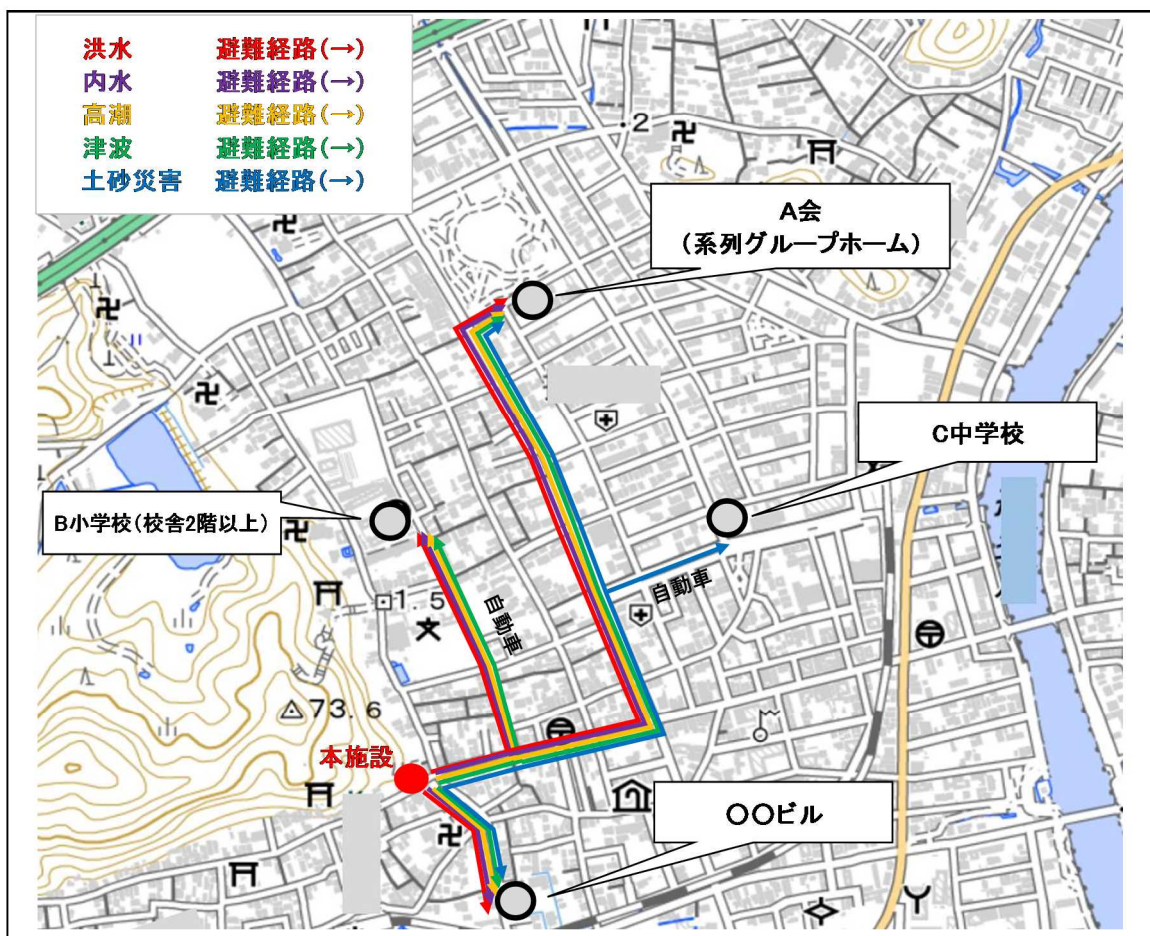 洪水 避難経路(→)
内水 避難経路(→)
高潮 避難経路(→)
津波 避難経路(→)
土砂災害 避難経路(→)
2
A会
(系列グループホーム)
C中学校
B小学校(校舎2階以上)
自動車
1.5
自動車
73.6
本施設
〇〇ビル